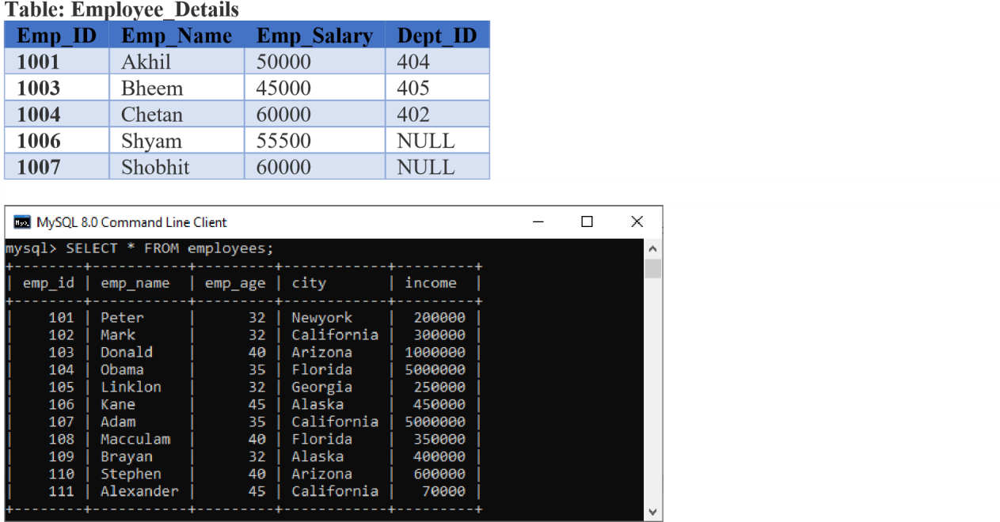 Table: Employee_Details
Emp_ID Emp_Name Emp_Salary Dept_ID
1001 Akhil 50000 404
1003 Bheem 45000 405
1004 Chetan 60000 402
1006 Shyam 55500 NULL
1007 Shobhit 60000 NULL
MySQL 8.0 Command Line Client
mysql> SELECT * FROM employees;
+--------+-----------+---------+------------+---------+
| emp_id | emp_name | emp_age | city | income |
+--------+-----------+---------+------------+---------+
| 101 | Peter | 32 | Newyork | 200000 |
| 102 | Mark | 32 | California | 300000 |
| 103 | Donald | 40 | Arizona | 1000000 |
| 104 | Obama | 35 | Florida | 5000000 |
| 105 | Linklon | 32 | Georgia | 250000 |
| 106 | Kane | 45 | Alaska | 450000 |
| 107 | Adam | 35 | California | 5000000 |
| 108 | Macculam | 40 | Florida | 350000 |
| 109 | Brayan | 32 | Alaska | 400000 |
| 110 | Stephen | 40 | Arizona | 600000 |
| 111 | Alexander | 45 | California | 70000 |
+--------+-----------+---------+------------+---------+